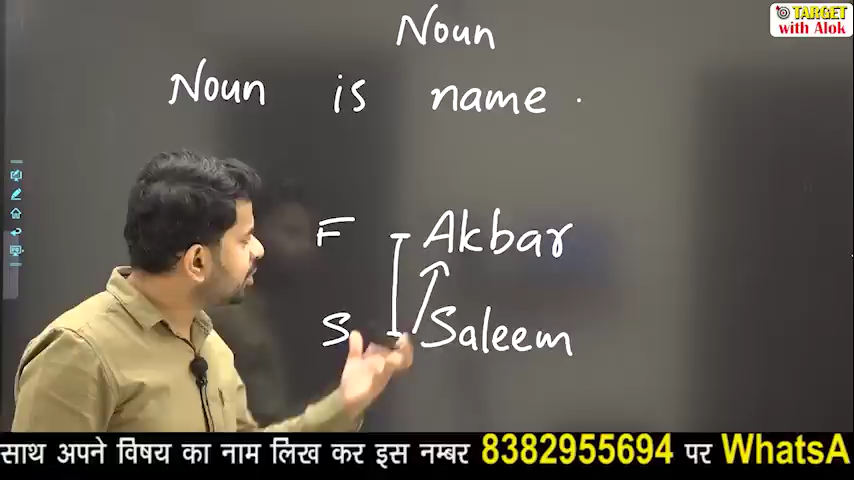 TARGET
with Alok
Noun
Noun is name .
F Akbar
S Saleem
साथ अपने विषय का नाम लिख कर इस नम्बर 8382955694 पर WhatsA